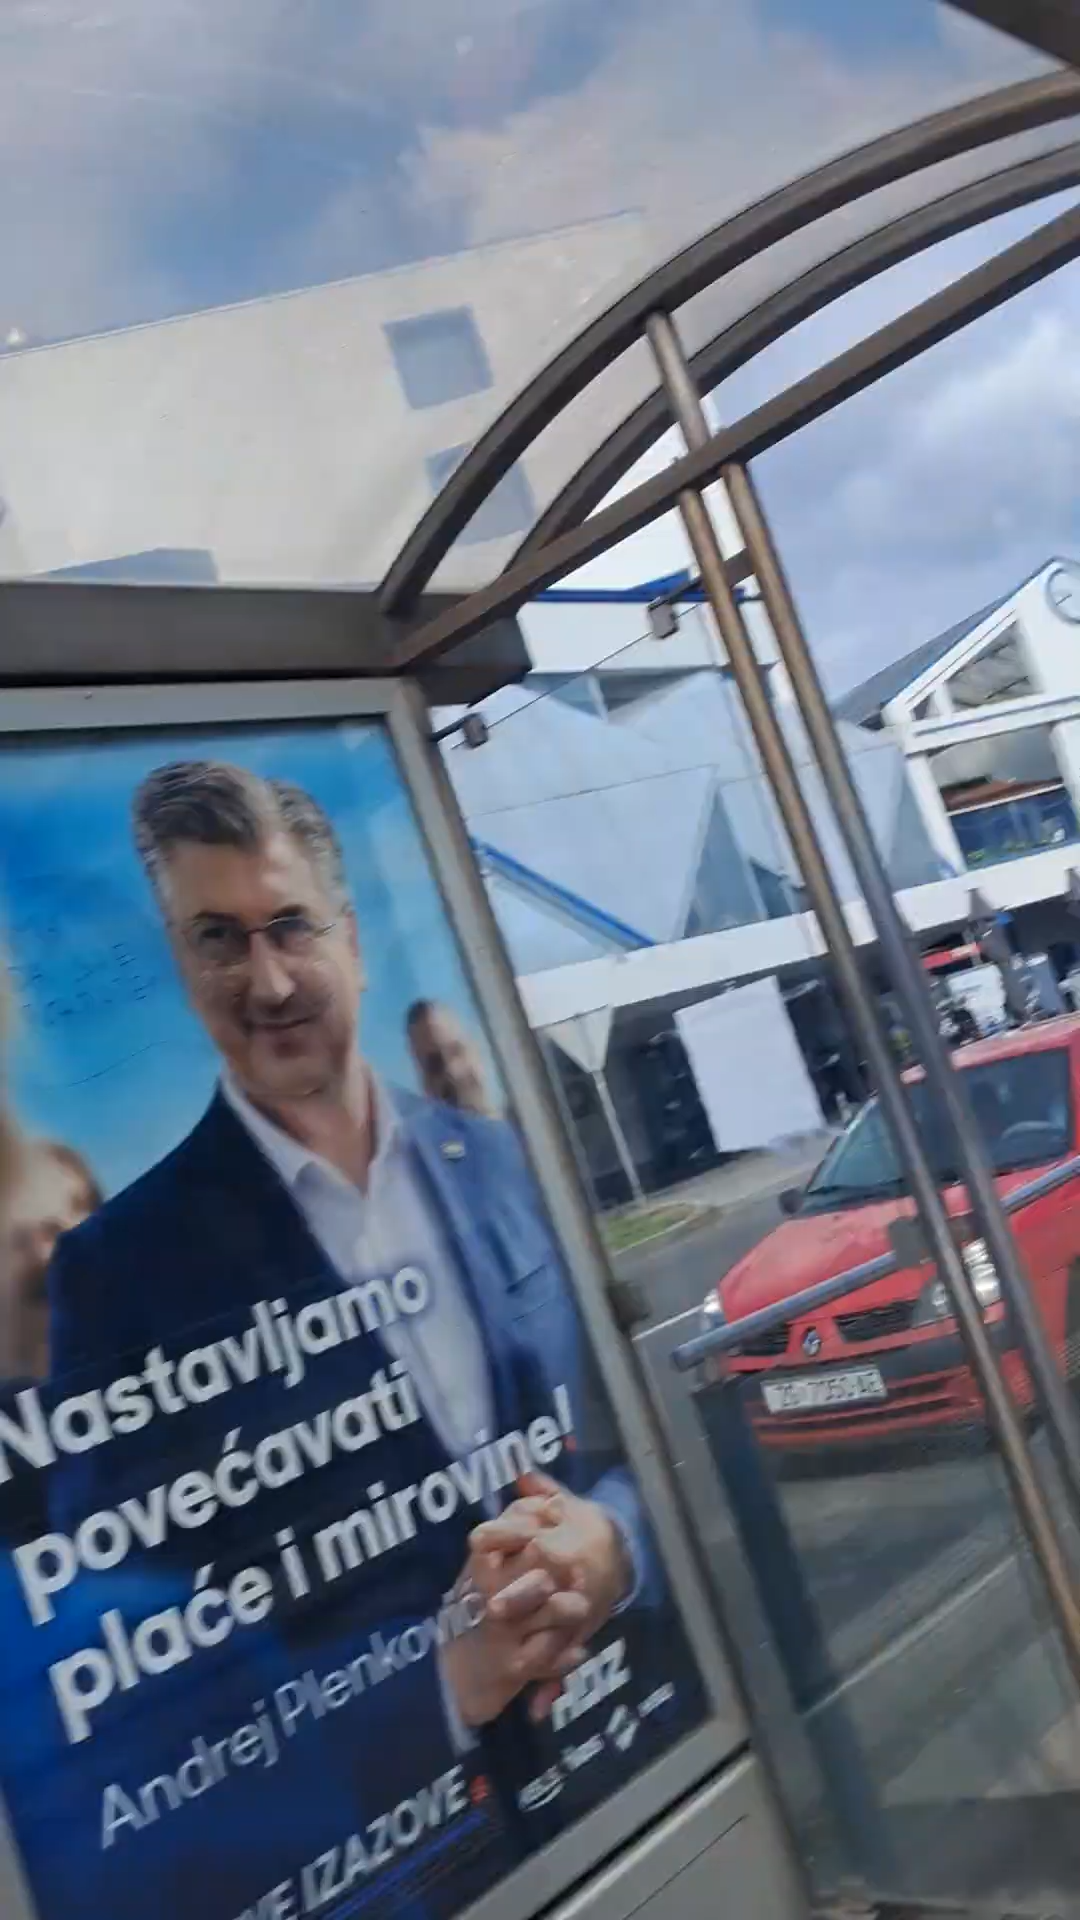 Nastavljamo
povećavati
plaće i mirovine!
Andrej Plenković
HDZ
IZAZOVE